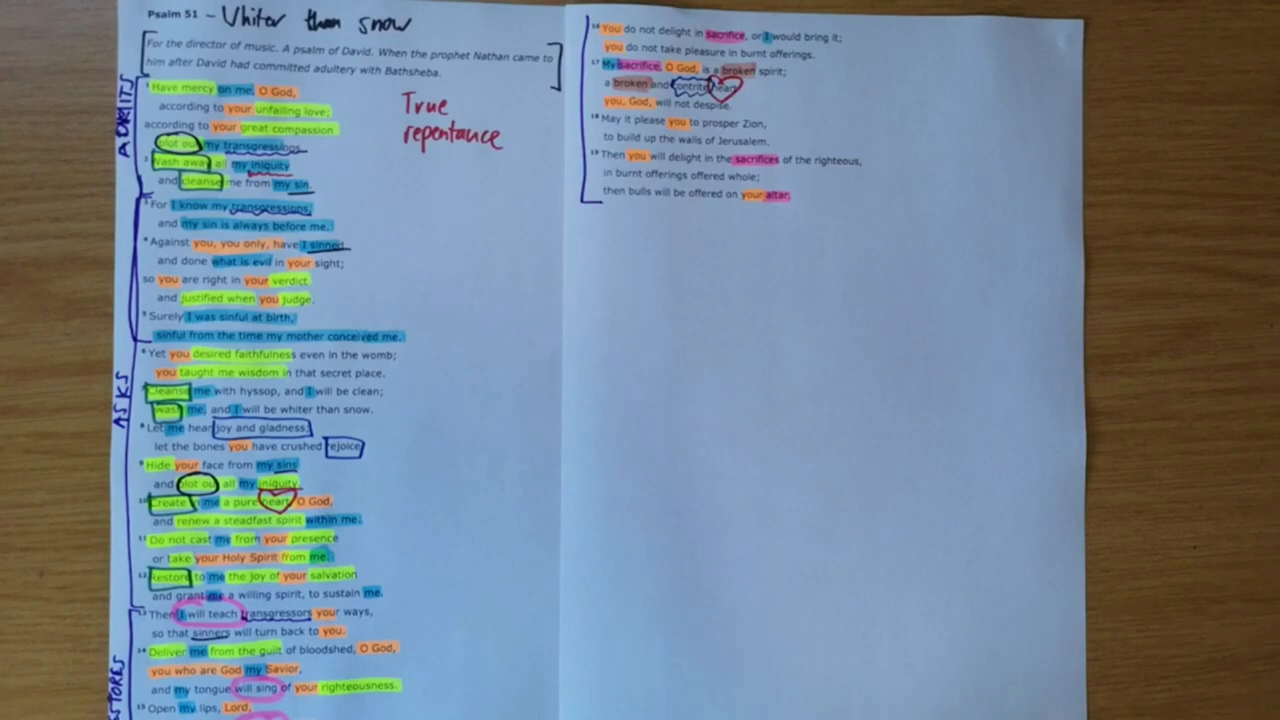 Psalm 51 - Whiter than snow
For the director of music. A psalm of David. When the prophet Nathan came to
him after David had committed adultery with Bathsheba.
True
repentance
ADMITS
1 Have mercy on me, O God,
according to your unfailing love;
according to your great compassion
blot out my transgressions.
2 Wash away all my iniquity
and cleanse me from my sin.
3 For I know my transgressions,
and my sin is always before me.
4 Against you, you only, have I sinned
and done what is evil in your sight;
so you are right in your verdict
and justified when you judge.
5 Surely I was sinful at birth,
sinful from the time my mother conceived me.
ASKS
6 Yet you desired faithfulness even in the womb;
you taught me wisdom in that secret place.
7 Cleanse me with hyssop, and I will be clean;
wash me, and I will be whiter than snow.
8 Let me hear joy and gladness;
let the bones you have crushed rejoice.
9 Hide your face from my sins
and blot out all my iniquity.
10 Create in me a pure heart, O God,
and renew a steadfast spirit within me.
11 Do not cast me from your presence
or take your Holy Spirit from me.
12 Restore to me the joy of your salvation
and grant me a willing spirit, to sustain me.
STORES
13 Then I will teach transgressors your ways,
so that sinners will turn back to you.
14 Deliver me from the guilt of bloodshed, O God,
you who are God my Savior,
and my tongue will sing of your righteousness.
15 Open my lips, Lord,
16 You do not delight in sacrifice, or I would bring it;
you do not take pleasure in burnt offerings.
17 My sacrifice, O God, is a broken spirit;
a broken and contrite heart
you, God, will not despise.
18 May it please you to prosper Zion,
to build up the walls of Jerusalem.
19 Then you will delight in the sacrifices of the righteous,
in burnt offerings offered whole;
then bulls will be offered on your altar.